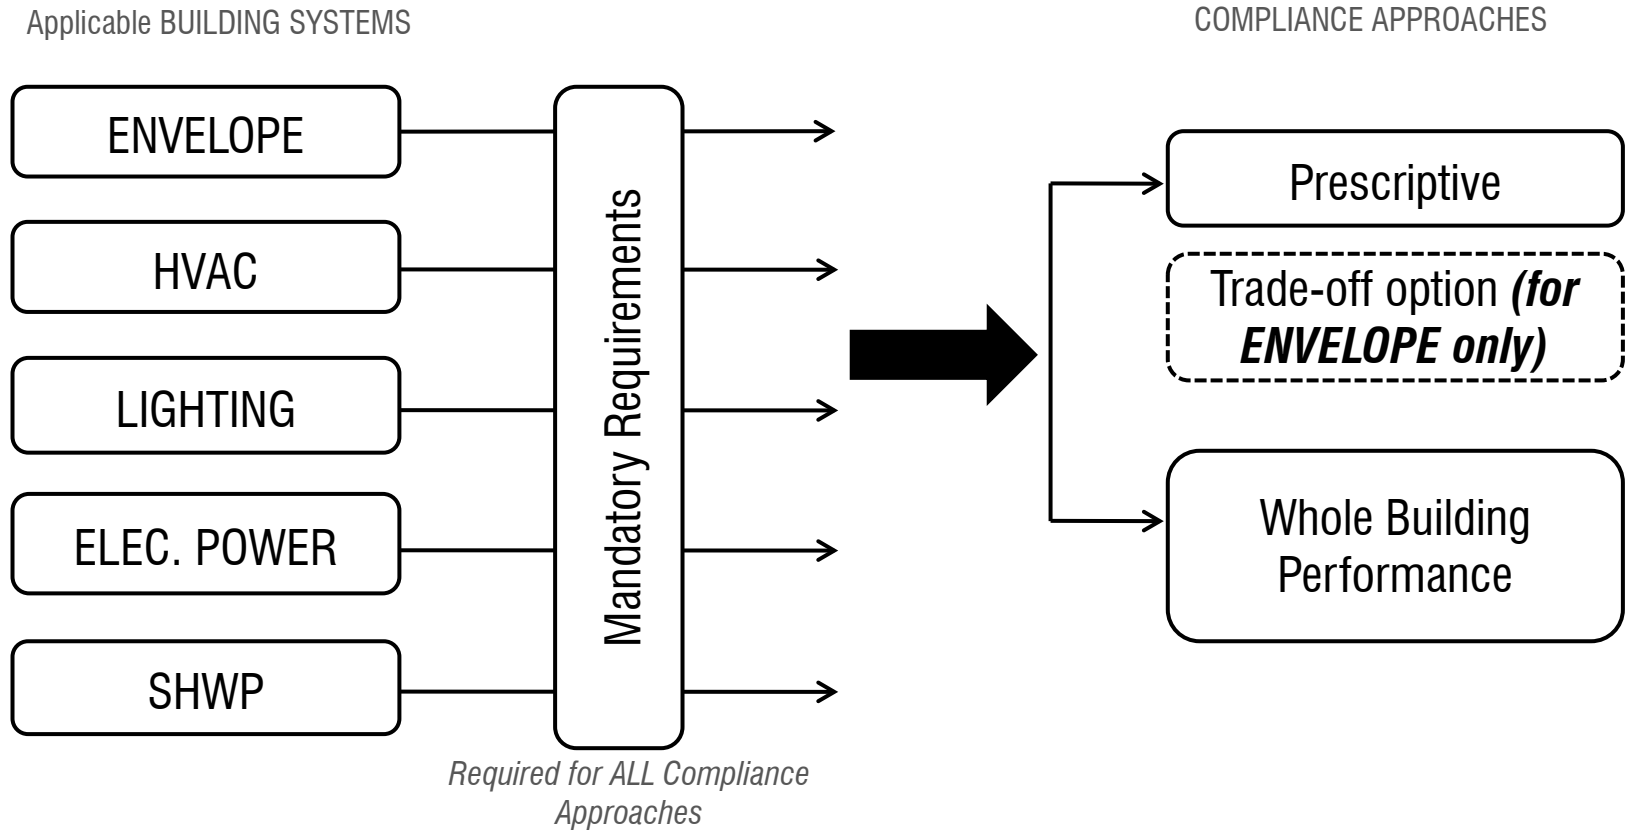 Applicable BUILDING SYSTEMS
COMPLIANCE APPROACHES
ENVELOPE
HVAC
LIGHTING
ELEC. POWER
SHWP
Mandatory Requirements
Required for ALL Compliance
Approaches
Prescriptive
Trade-off option (for
ENVELOPE only)
Whole Building
Performance